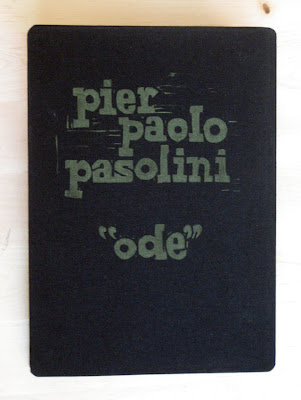 pier
paolo
pasolini
“ode”